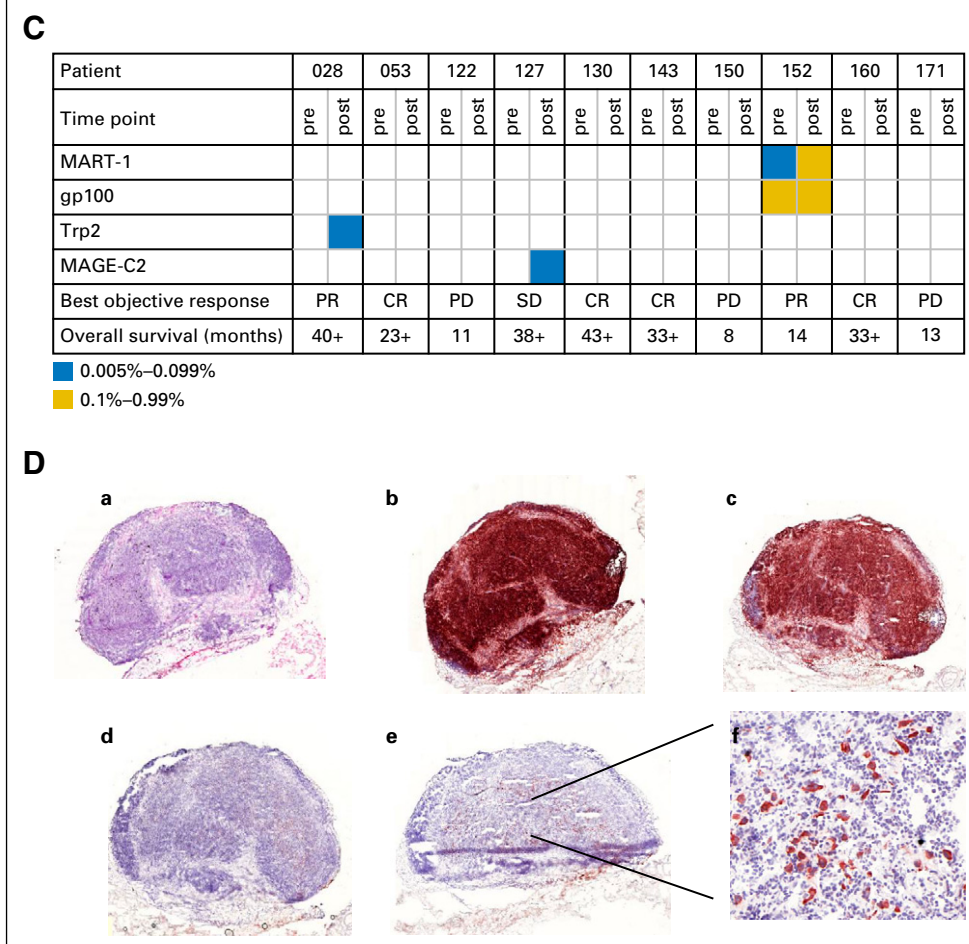 C
Patient 028 053 122 127 130 143 150 152 160 171
Time point pre post pre post pre post pre post pre post pre post pre post pre post pre post pre post
MART-1
gp100
Trp2
MAGE-C2
Best objective response PR CR PD SD CR CR PD PR CR PD
Overall survival (months) 40+ 23+ 11 38+ 43+ 33+ 8 14 33+ 13
0.005%–0.099%
0.1%–0.99%
D
a b c
d e f